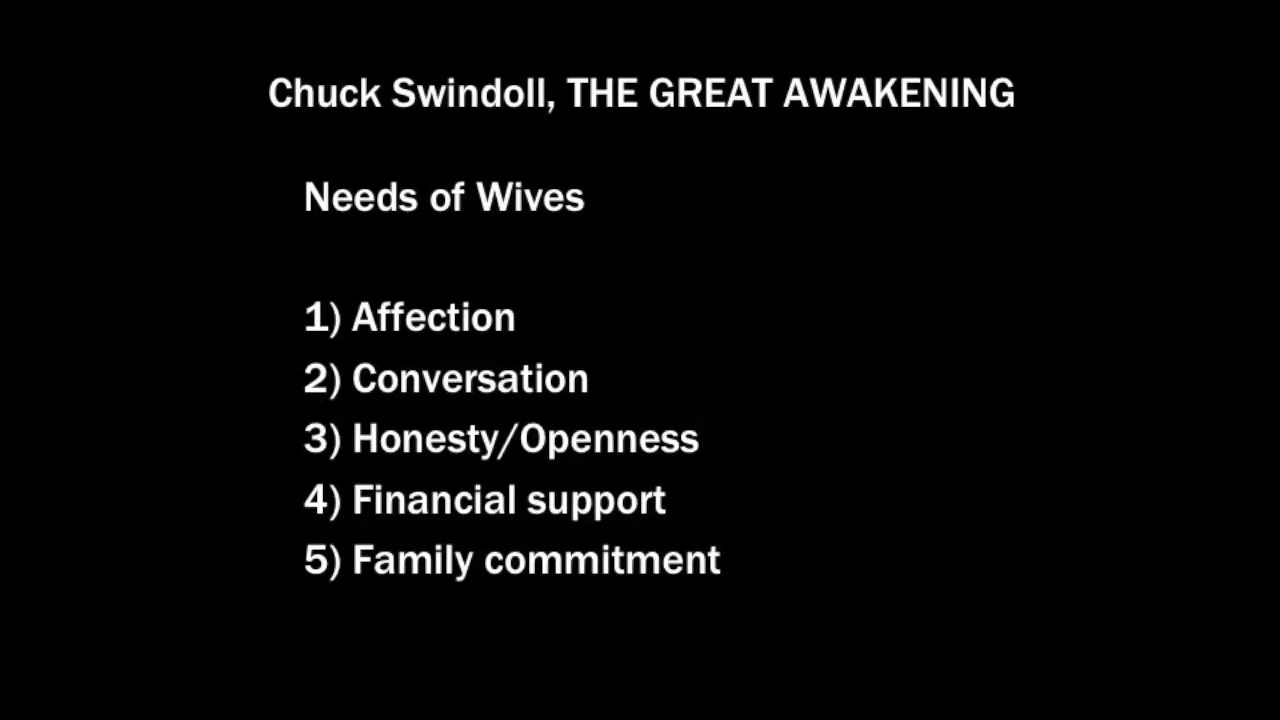 Chuck Swindoll, THE GREAT AWAKENING
Needs of Wives
1) Affection
2) Conversation
3) Honesty/Openness
4) Financial support
5) Family commitment